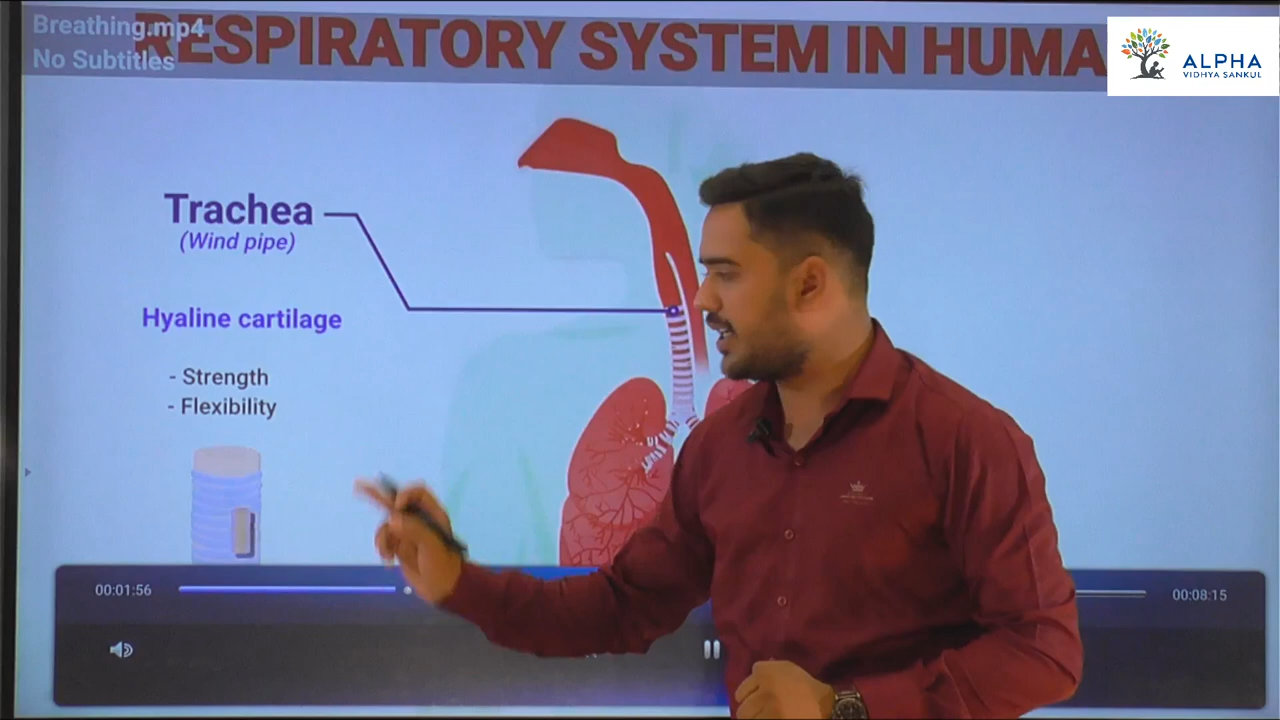 Breathing.mp4
No Subtitles
RESPIRATORY SYSTEM IN HUMA
ALPHA
VIDHYA SANKUL
Trachea
(Wind pipe)
Hyaline cartilage
- Strength
- Flexibility
00:01:56
00:08:15